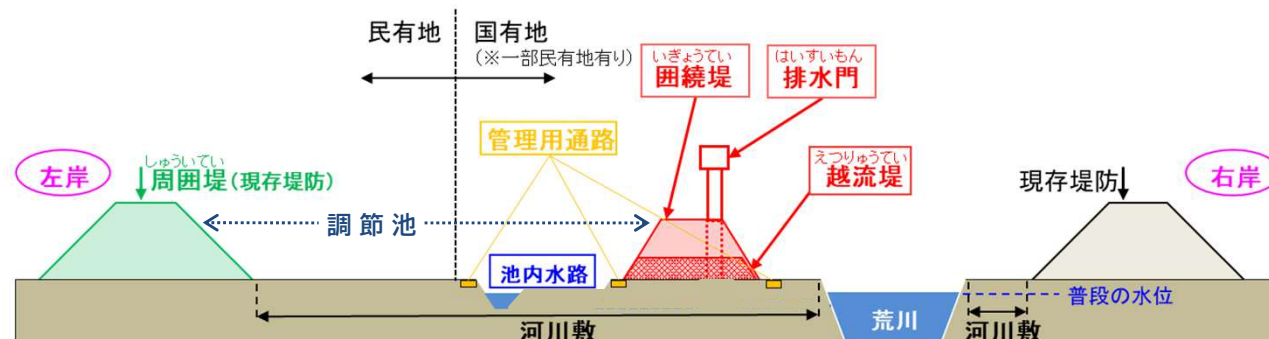 民有地
国有地
(※一部民有地有り)
いぎょうてい
囲繞堤
はいすいもん
排水門
管理用通路
えつりゅうてい
越流堤
左岸
しゅういてい
周囲堤(現存堤防)
現存堤防
右岸
調節池
池内水路
普段の水位
荒川
河川敷
河川敷